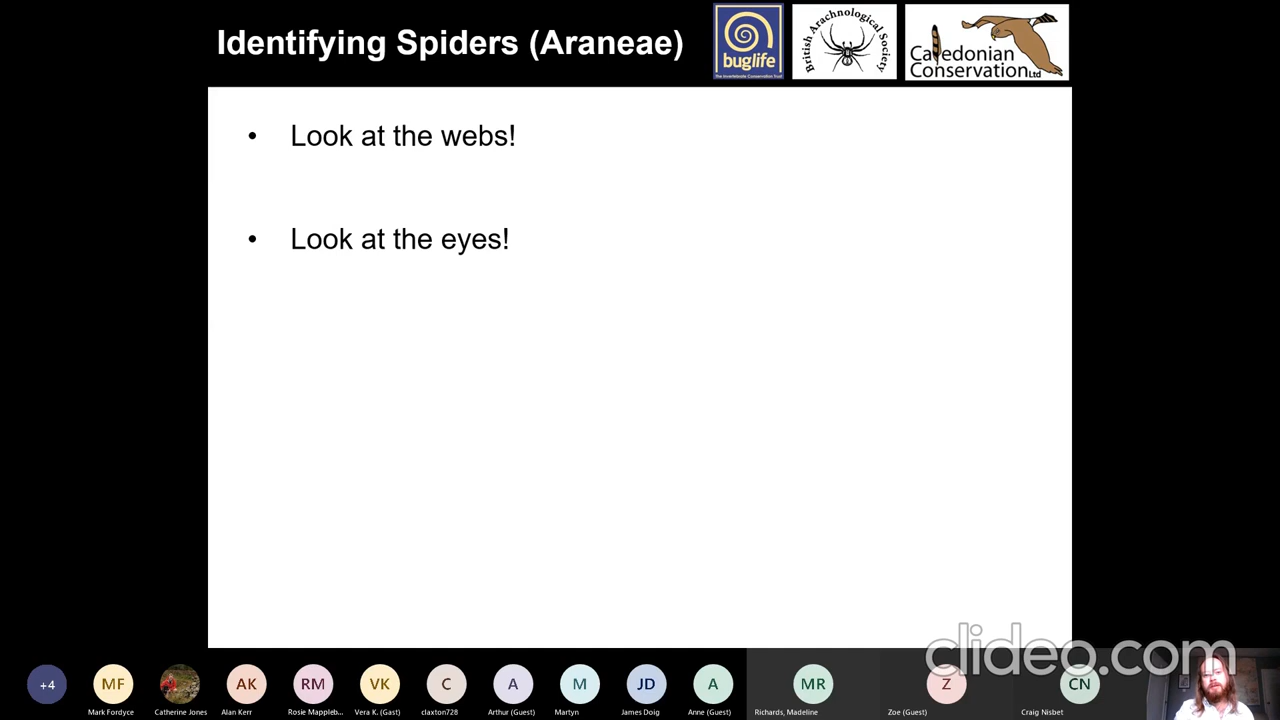 Identifying Spiders (Araneae)
buglife
The Invertebrate Conservation Trust
British Arachnological Society
Caledonian
Conservation Ltd
• Look at the webs!
• Look at the eyes!
clideo.com
+4 MF AK RM VK C A M JD A MR Z CN
Mark Fordyce Catherine Jones Alan Kerr Rosie Mappleb... Vera K. (Gast) claxton728 Arthur (Guest) Martyn James Doig Anne (Guest) Richards, Madeline Zoe (Guest) Craig Nisbet